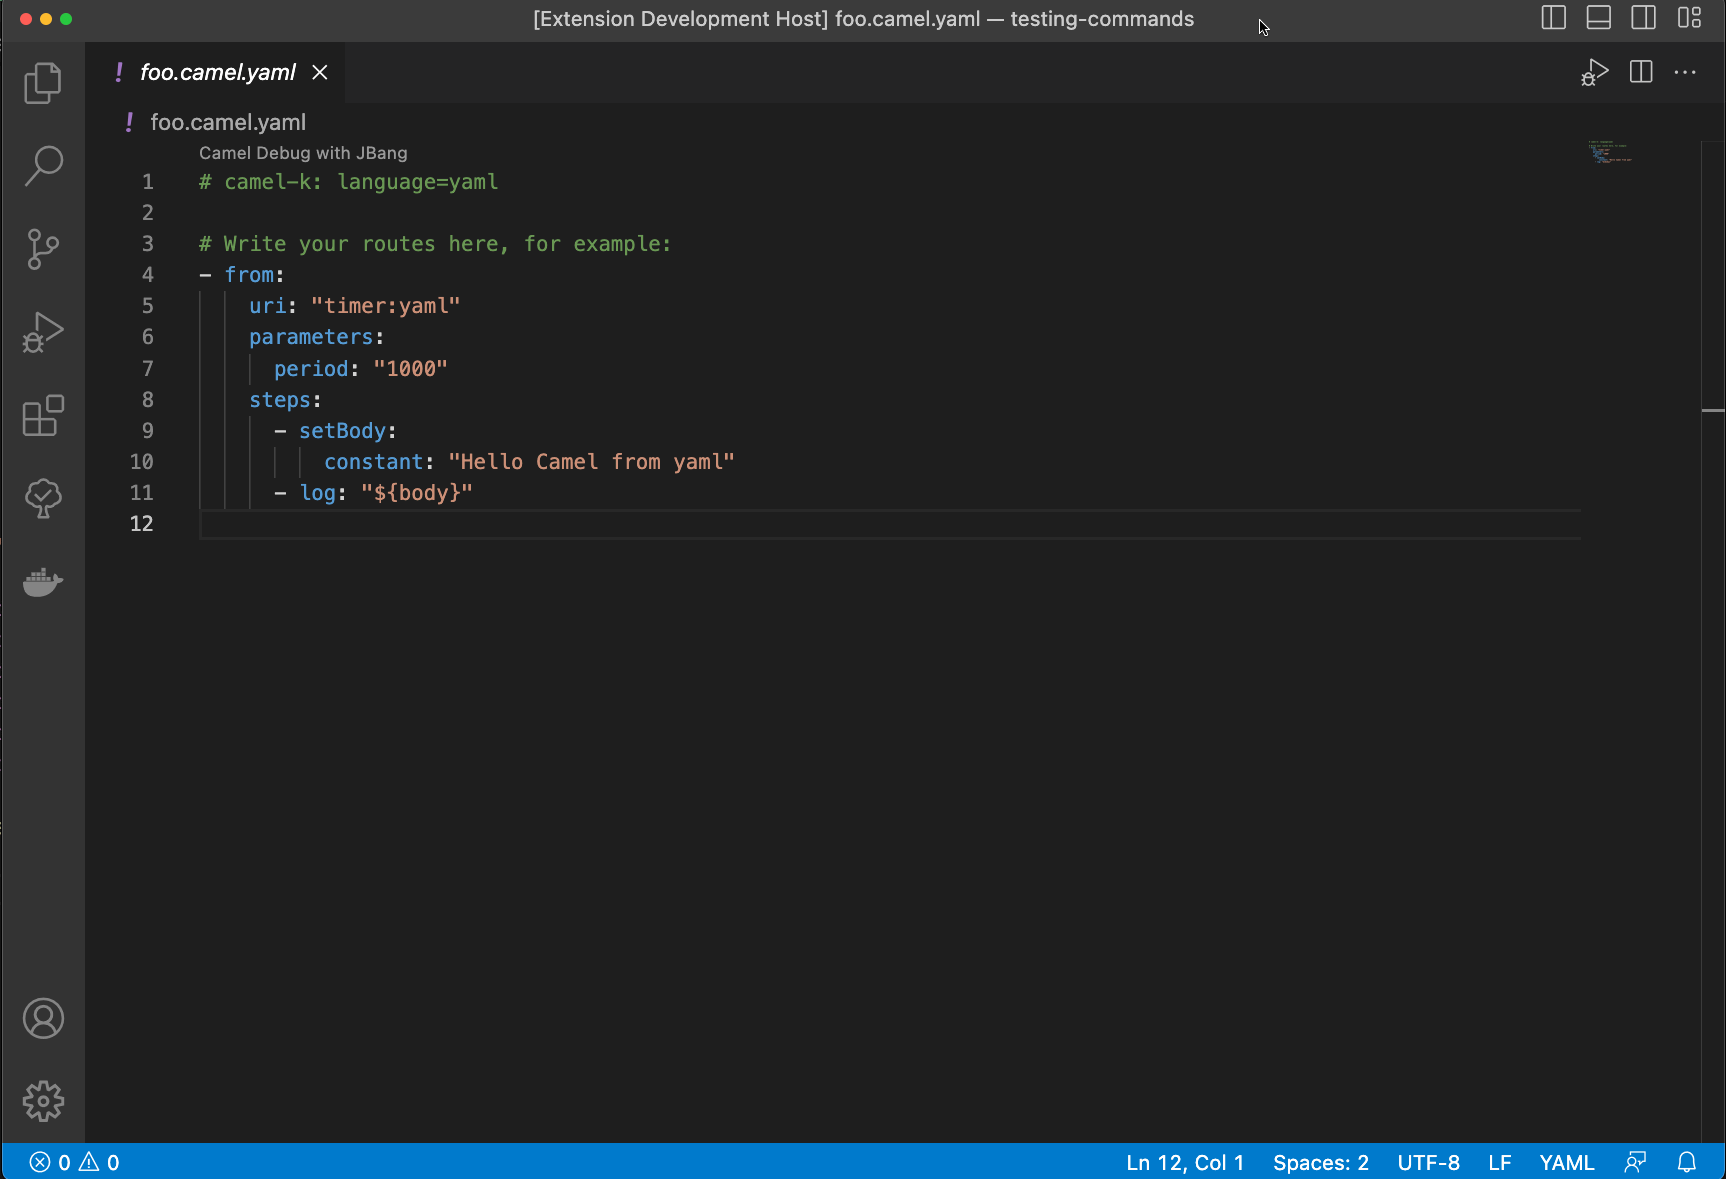 [Extension Development Host] foo.camel.yaml — testing-commands
! foo.camel.yaml
! foo.camel.yaml
Camel Debug with JBang
1 # camel-k: language=yaml
2
3 # Write your routes here, for example:
4 - from:
5 uri: "timer:yaml"
6 parameters:
7 period: "1000"
8 steps:
9 - setBody:
10 constant: "Hello Camel from yaml"
11 - log: "${body}"
12
0 0 Ln 12, Col 1 Spaces: 2 UTF-8 LF YAML